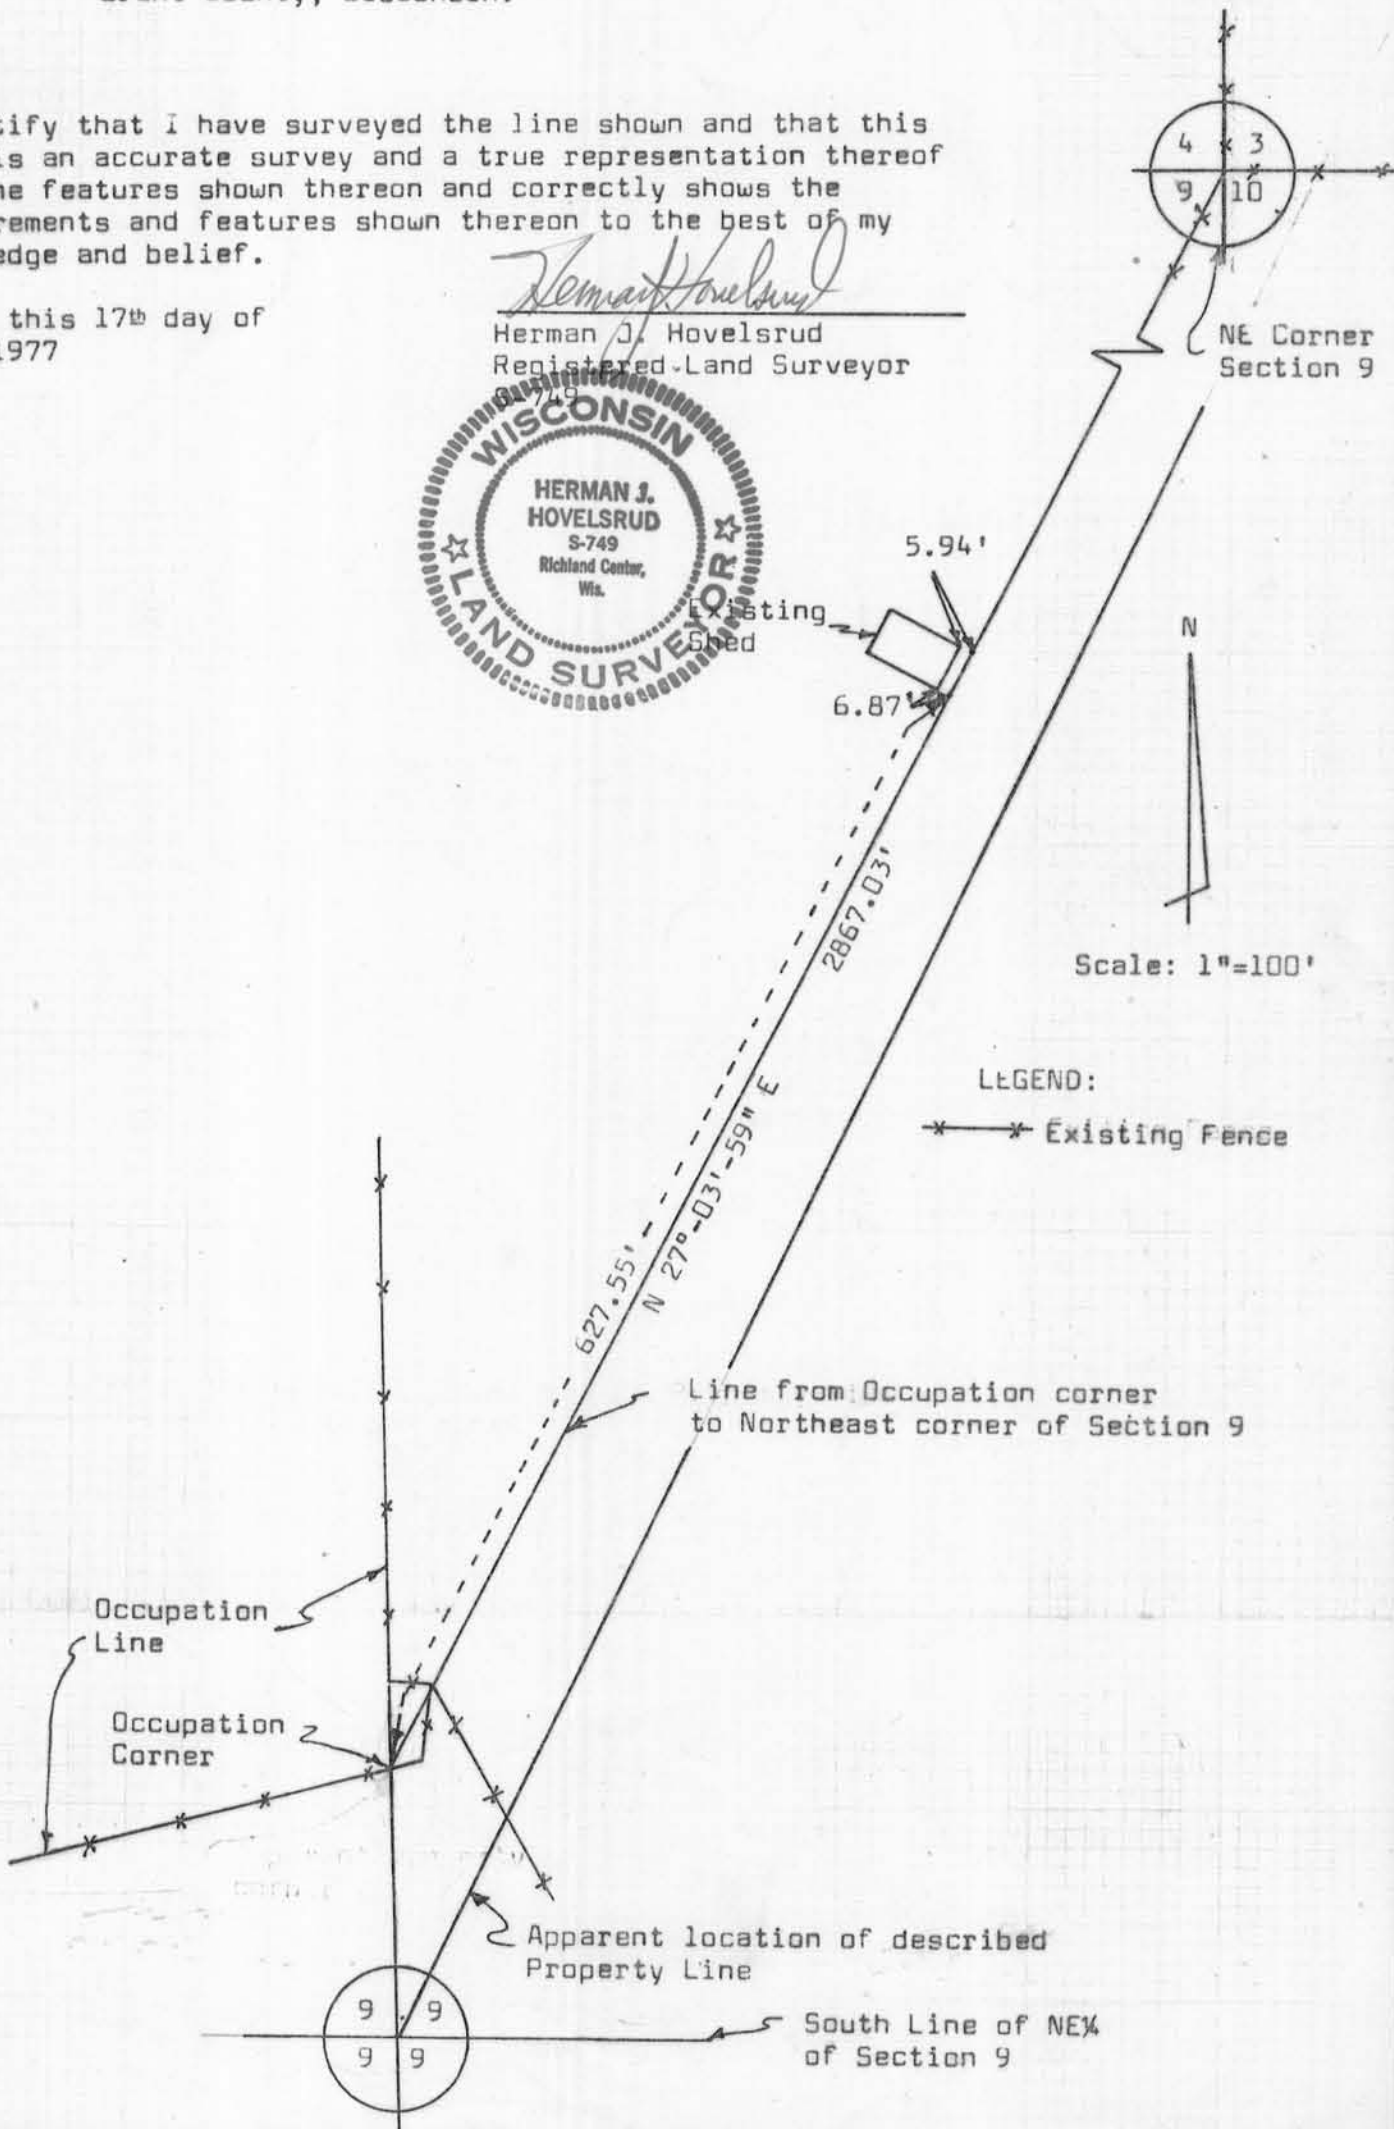 tify that I have surveyed the line shown and that this
is an accurate survey and a true representation thereof
he features shown thereon and correctly shows the
rements and features shown thereon to the best of my
edge and belief.
this 17th day of
1977
Herman J. Hovelsrud
Herman J. Hovelsrud
Registered Land Surveyor
S-749
WISCONSIN
HERMAN J.
HOVELSRUD
S-749
Richland Center,
Wis.
LAND SURVEYOR
4 3
9 10
NE Corner
Section 9
5.94'
Existing
Shed
6.87'
N
2867.03'
Scale: 1"=100'
LEGEND:
Existing Fence
N 27°-03'-59" E
627.55'
Line from Occupation corner
to Northeast corner of Section 9
Occupation
Line
Occupation
Corner
Apparent location of described
Property Line
9 9
9 9
South Line of NE¼
of Section 9